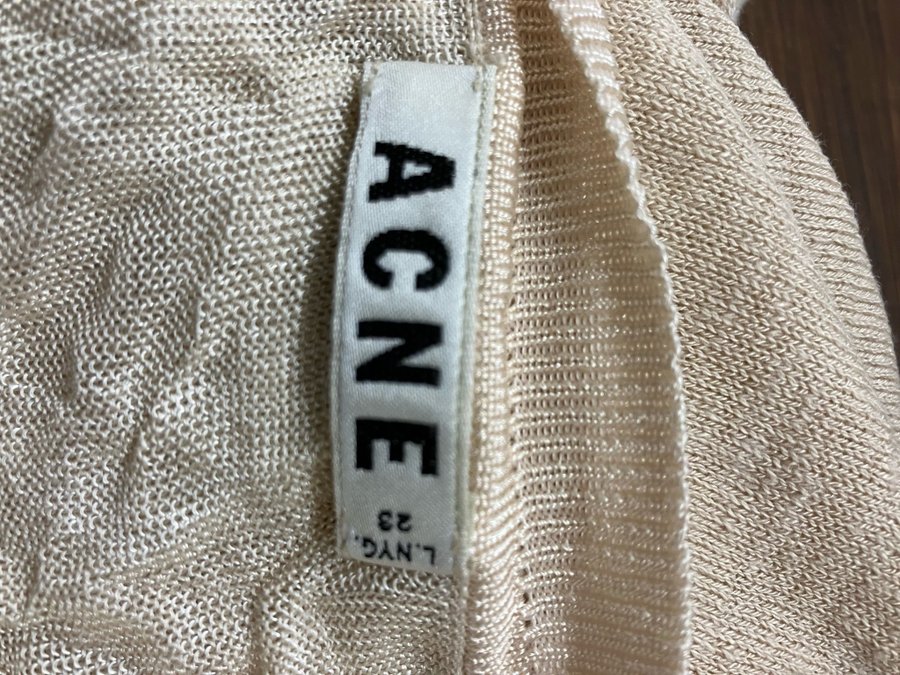 ACNE
L.NYG.
23